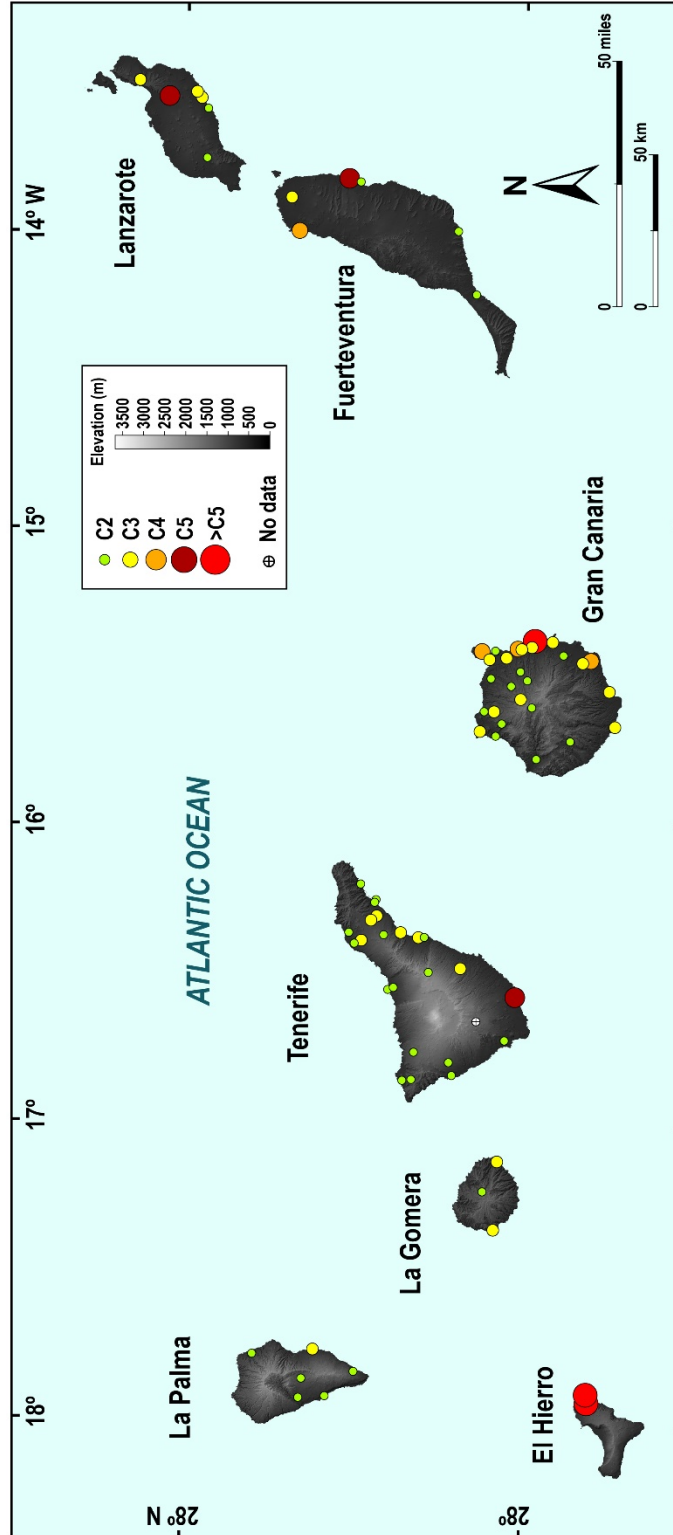 18º
17º
16º
15º
14º W
28º N
28º
La Palma
El Hierro
La Gomera
Tenerife
ATLANTIC OCEAN
Gran Canaria
Fuerteventura
Lanzarote
C2
C3
C4
C5
>C5
No data
Elevation (m)
3500
3000
2500
2000
1500
1000
500
0
N
0
50 miles
0
50 km